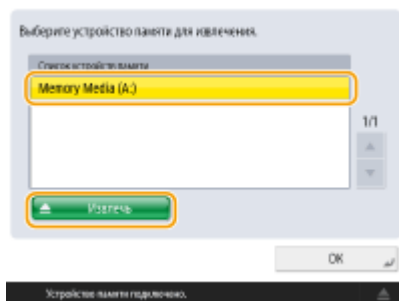 Выберите устройство памяти для извлечения.
Список устройств памяти
Memory Media (A:)
1/1
Извлечь
OK
Устройство памяти подключено.